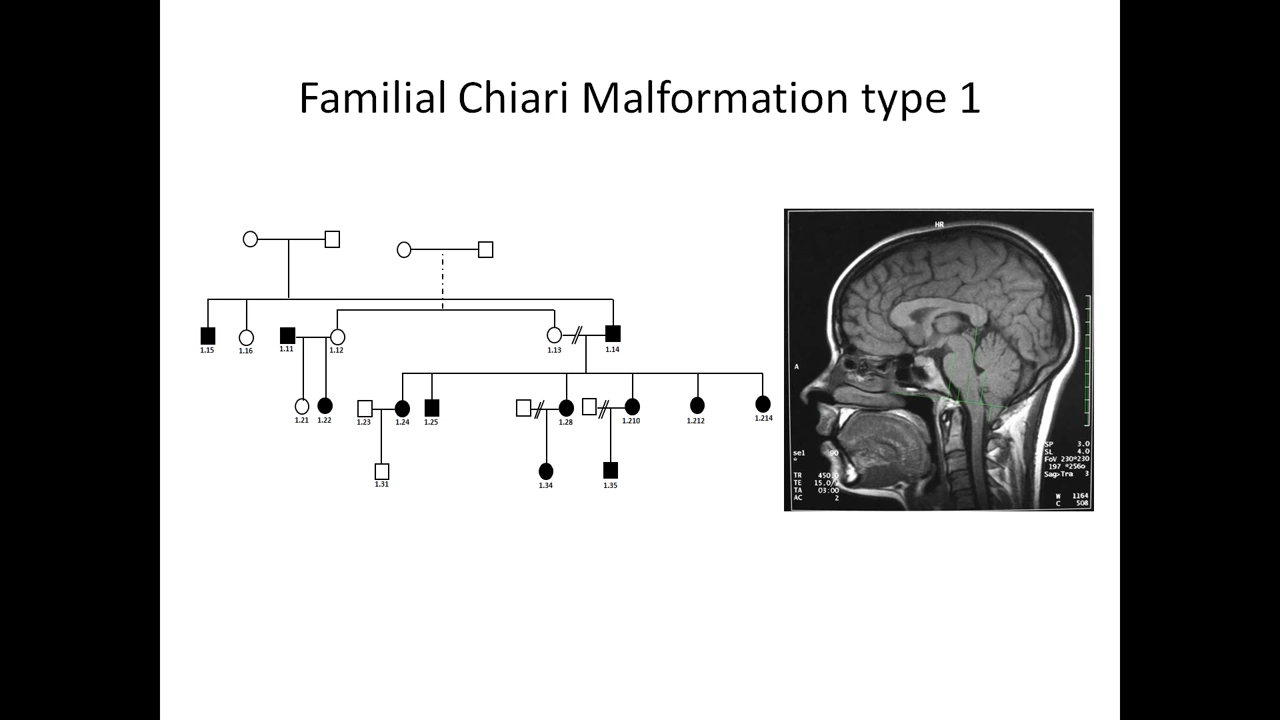 Familial Chiari Malformation type 1
1.15
1.16
1.11
1.12
1.13
1.14
1.21
1.22
1.23
1.24
1.25
1.28
1.210
1.212
1.214
1.31
1.34
1.35
HR
A
sel 90
TR 450.0
TE 15.0/
TA 03:00
AC 2
SP 3.0
SL 4.0
FoV 230*230
197 *256o
Sag>Tra 3
W 1164
C 508